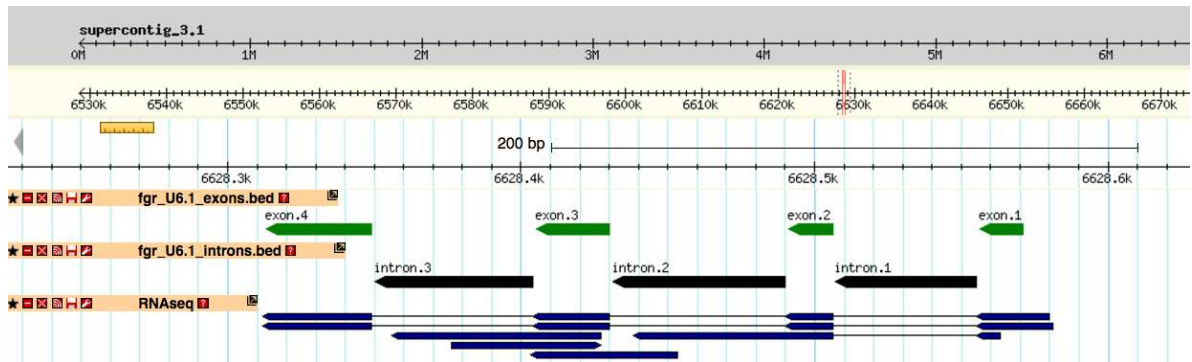 supercontig_3.1
0M 1M 2M 3M 4M 5M 6M
6530k 6540k 6550k 6560k 6570k 6580k 6590k 6600k 6610k 6620k 6630k 6640k 6650k 6660k 6670k
200 bp
6628.3k 6628.4k 6628.5k 6628.6k
fgr_U6.1_exons.bed ?
exon.4 exon.3 exon.2 exon.1
fgr_U6.1_introns.bed ?
intron.3 intron.2 intron.1
RNAseq ?